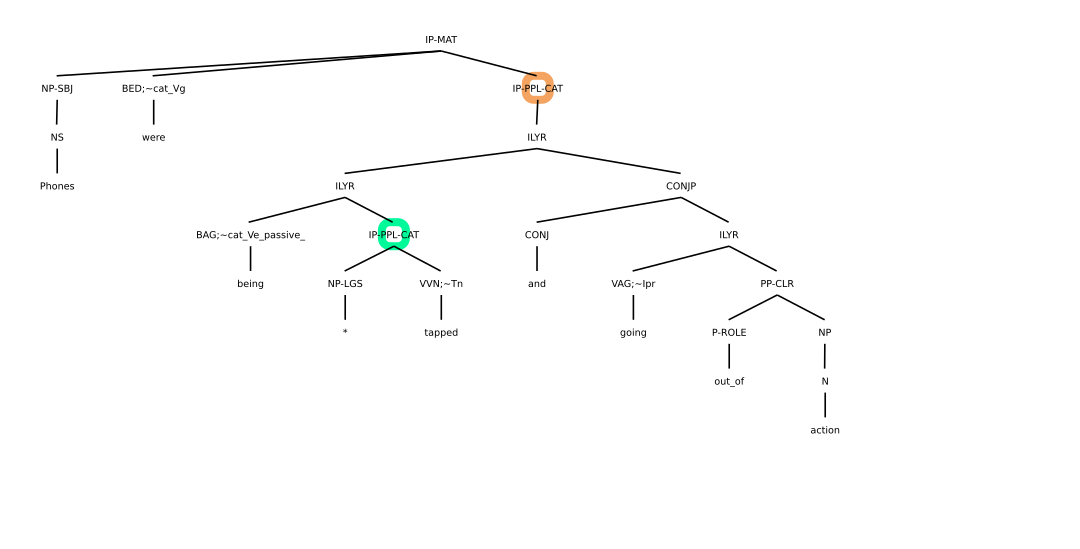 IP-MAT
NP-SBJ BED;~cat_Vg IP-PPL-CAT
NS were ILYR
Phones ILYR CONJP
BAG;~cat_Ve_passive_ IP-PPL-CAT CONJ ILYR
being NP-LGS VVN;~Tn and VAG;~Ipr PP-CLR
* tapped going P-ROLE NP
out_of N
action